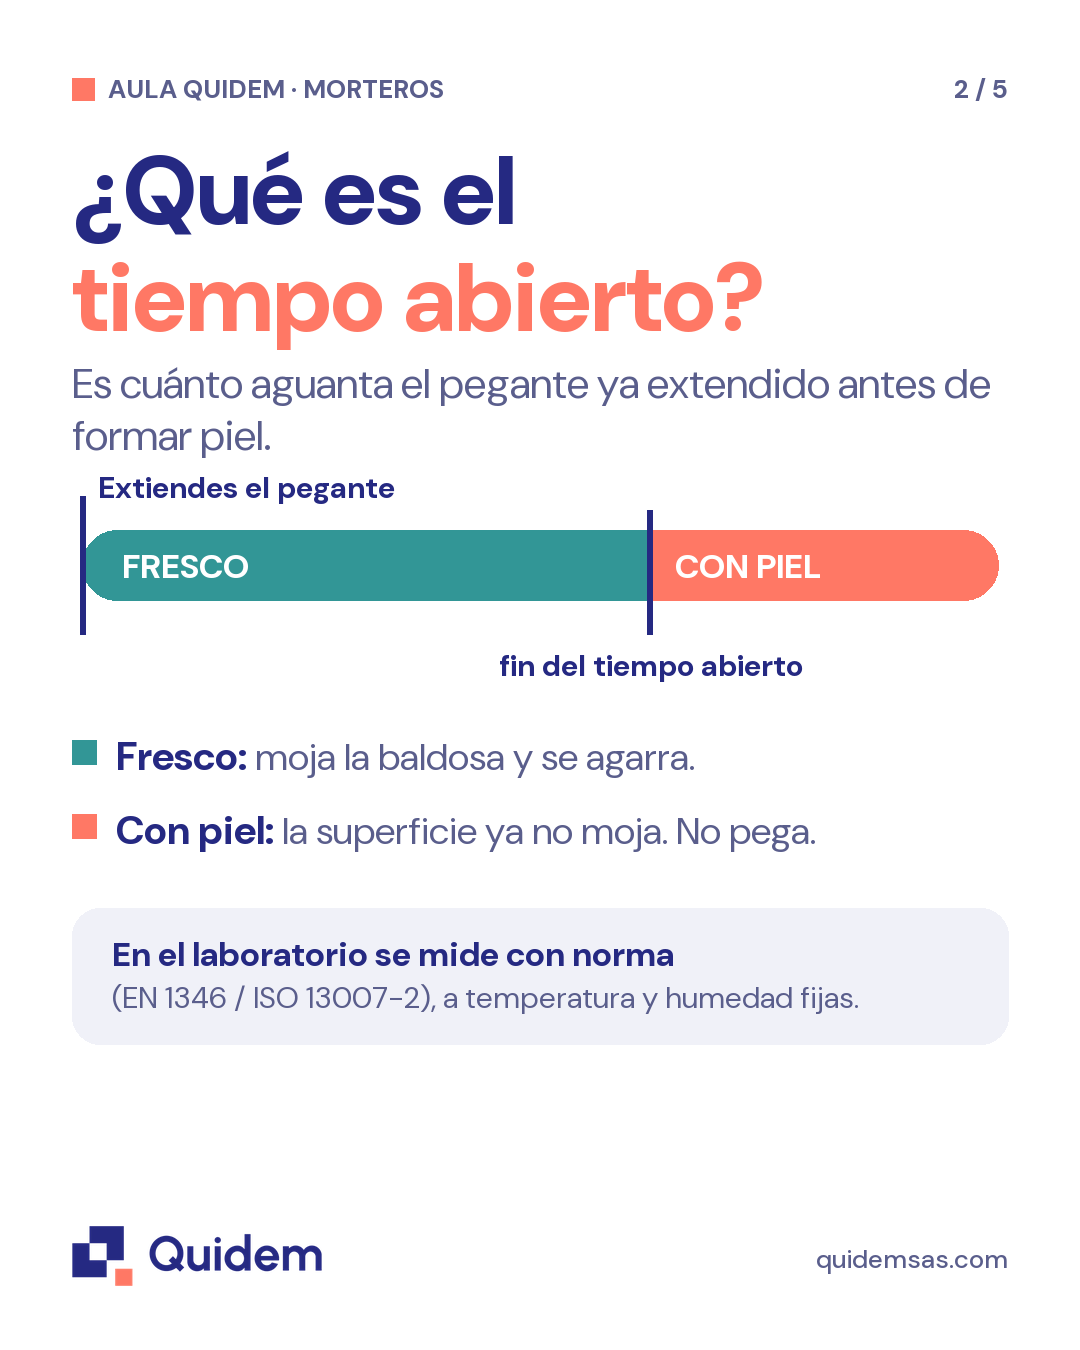 AULA QUIDEM · MORTEROS
2 / 5
¿Qué es el
tiempo abierto?
Es cuánto aguanta el pegante ya extendido antes de
formar piel.
Extiendes el pegante
FRESCO
CON PIEL
fin del tiempo abierto
Fresco: moja la baldosa y se agarra.
Con piel: la superficie ya no moja. No pega.
En el laboratorio se mide con norma
(EN 1346 / ISO 13007-2), a temperatura y humedad fijas.
Quidem
quidemsas.com